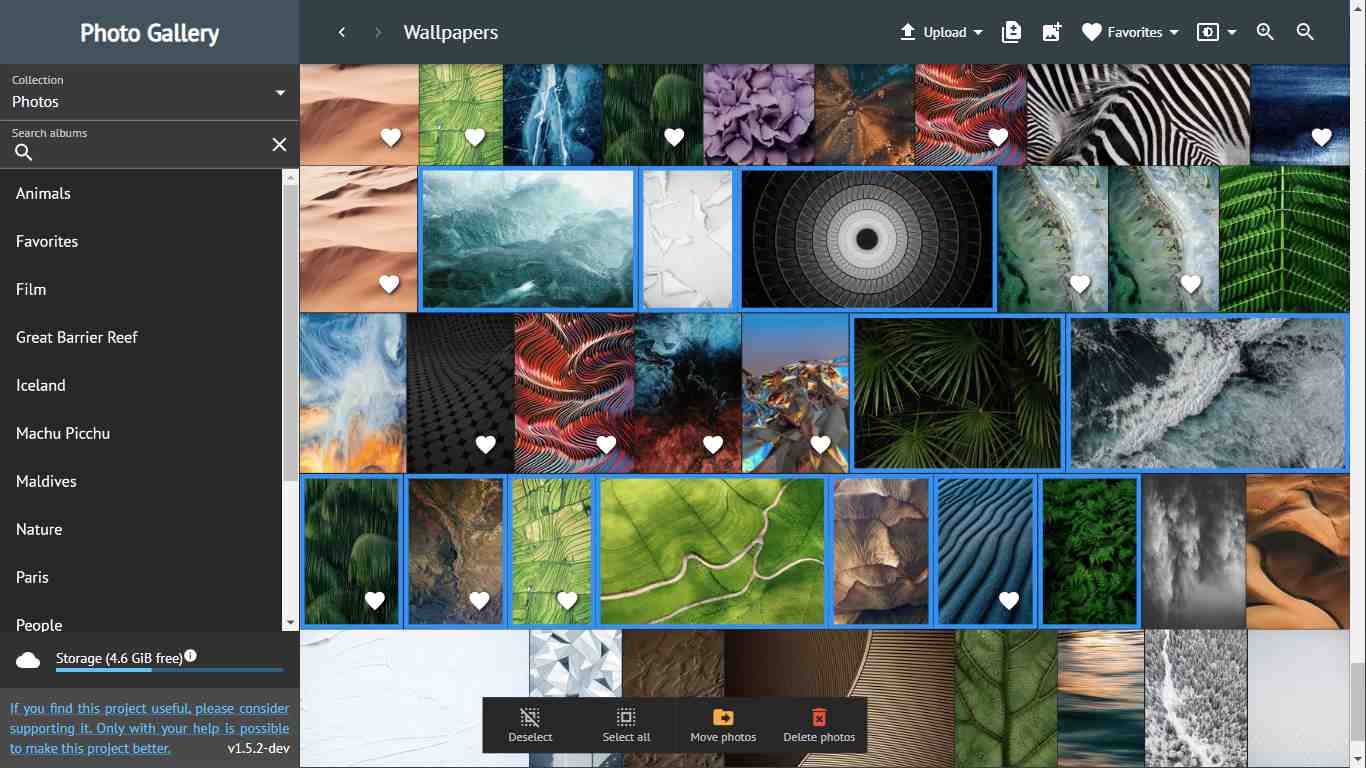 Photo Gallery
Wallpapers
Upload
Favorites
Collection
Photos
Search albums
Animals
Favorites
Film
Great Barrier Reef
Iceland
Machu Picchu
Maldives
Nature
Paris
People
Storage (4.6 GiB free)
If you find this project useful, please consider
supporting it. Only with your help is possible
to make this project better.
v1.5.2-dev
Deselect
Select all
Move photos
Delete photos